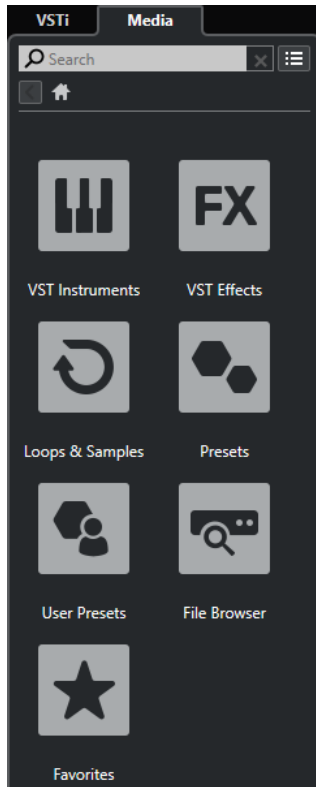 VSTi Media
Search
FX
VST Instruments VST Effects
Loops & Samples Presets
User Presets File Browser
Favorites